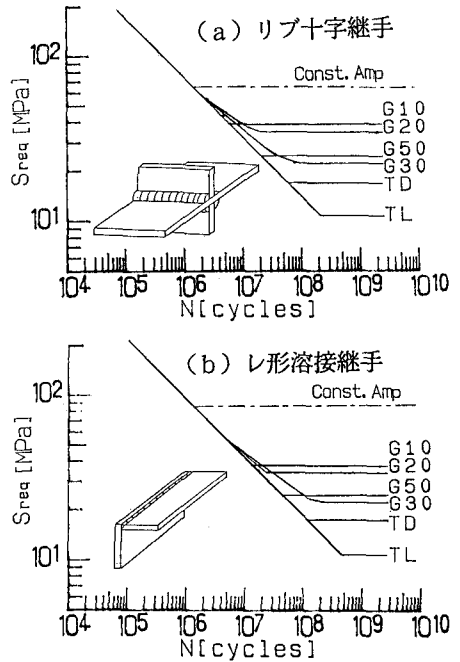 (a) リブ十字継手
Const. Amp
G10
G20
G50
G30
TD
TL
Sreq [MPa]
10²
10¹
10⁴ 10⁵ 10⁶ 10⁷ 10⁸ 10⁹ 10¹⁰
N[cycles]
(b) レ形溶接継手
Const. Amp
G10
G20
G50
G30
TD
TL
Sreq [MPa]
10²
10¹
10⁴ 10⁵ 10⁶ 10⁷ 10⁸ 10⁹ 10¹⁰
N[cycles]